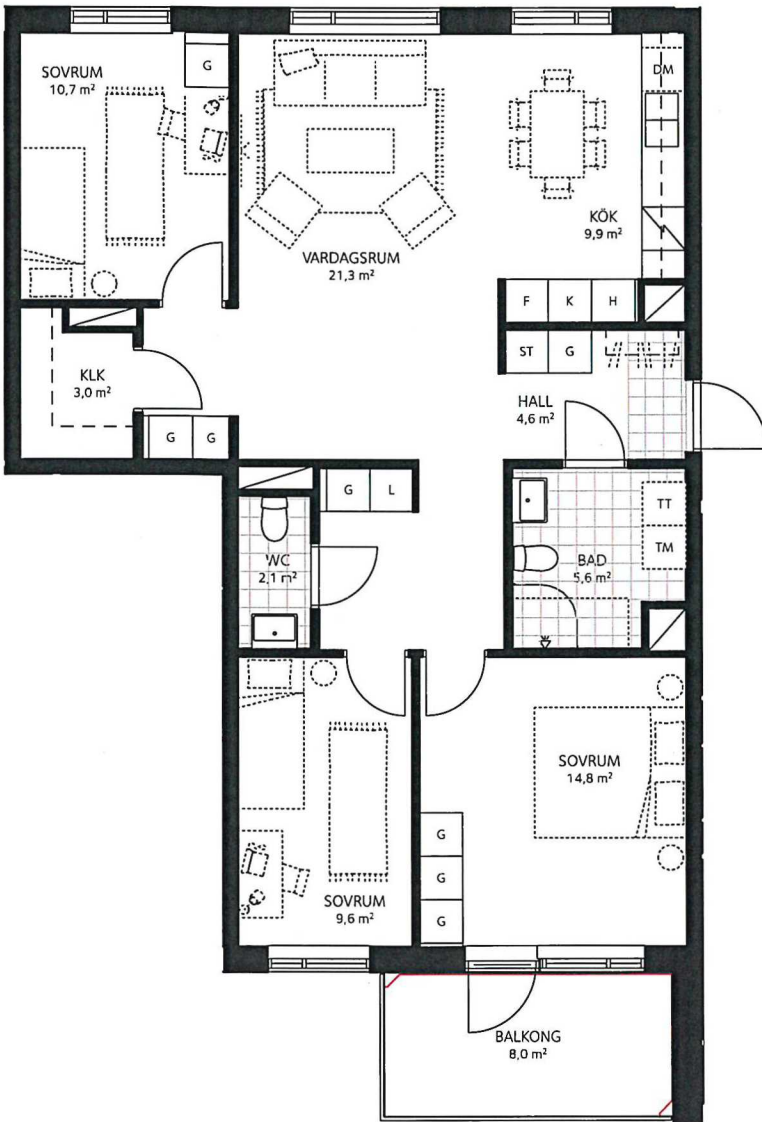 SOVRUM
10,7 m²
G
DM
KÖK
9,9 m²
VARDAGSRUM
21,3 m²
F K H
ST G
KLK
3,0 m²
HALL
4,6 m²
G G
G L
TT
TM
WC
2,1 m²
BAD
5,6 m²
SOVRUM
14,8 m²
G
G
G
SOVRUM
9,6 m²
BALKONG
8,0 m²